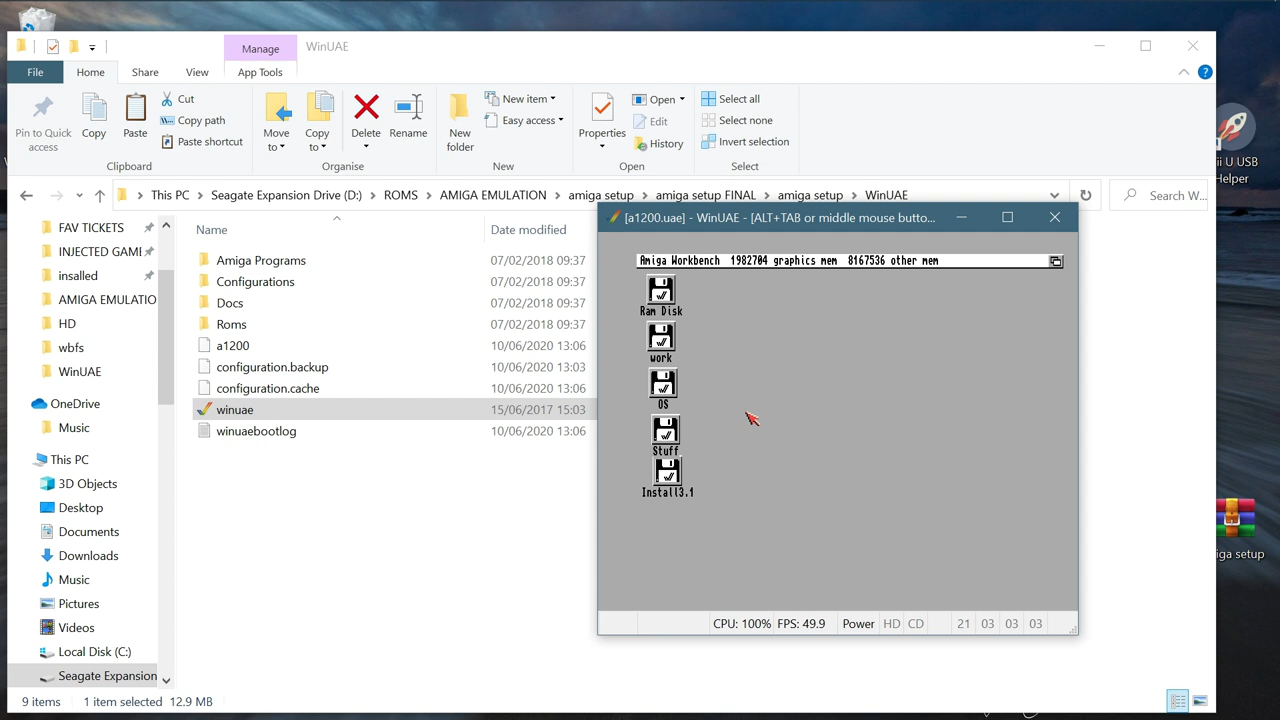 Manage
WinUAE
File
Home
Share
View
App Tools
Pin to Quick access
Copy
Paste
Cut
Copy path
Paste shortcut
Clipboard
Move to
Copy to
Delete
Rename
Organise
New folder
New item
Easy access
New
Properties
Open
Edit
History
Open
Select all
Select none
Invert selection
Select
This PC > Seagate Expansion Drive (D:) > ROMS > AMIGA EMULATION > amiga setup > amiga setup FINAL > amiga setup > WinUAE
Search W...
FAV TICKETS
INJECTED GAMI
insalled
AMIGA EMULATIO
HD
wbfs
WinUAE
OneDrive
Music
This PC
3D Objects
Desktop
Documents
Downloads
Music
Pictures
Videos
Local Disk (C:)
Seagate Expansion
Name Date modified
Amiga Programs 07/02/2018 09:37
Configurations 07/02/2018 09:37
Docs 07/02/2018 09:37
Roms 07/02/2018 09:37
a1200 10/06/2020 13:06
configuration.backup 10/06/2020 13:03
configuration.cache 10/06/2020 13:06
winuae 15/06/2017 15:03
winuaebootlog 10/06/2020 13:06
[a1200.uae] - WinUAE - [ALT+TAB or middle mouse butto...
Amiga Workbench 1982704 graphics mem 8167536 other mem
Ram Disk
work
OS
Stuff
Install3.1
CPU: 100% FPS: 49.9 Power HD CD 21 03 03 03
9 items 1 item selected 12.9 MB
ii U USB
Helper
iga setup